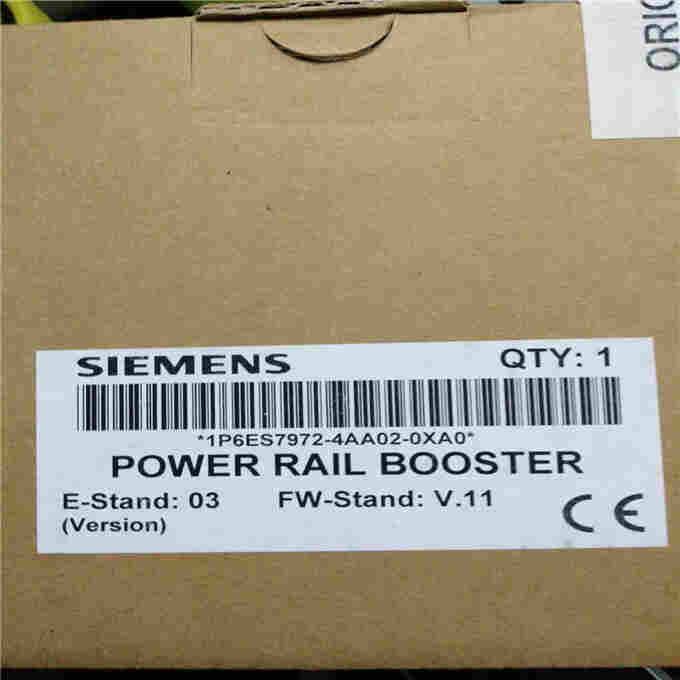 SIEMENS QTY: 1
*1P6ES7972-4AA02-0XA0*
POWER RAIL BOOSTER
E-Stand: 03 FW-Stand: V.11
(Version)
CE